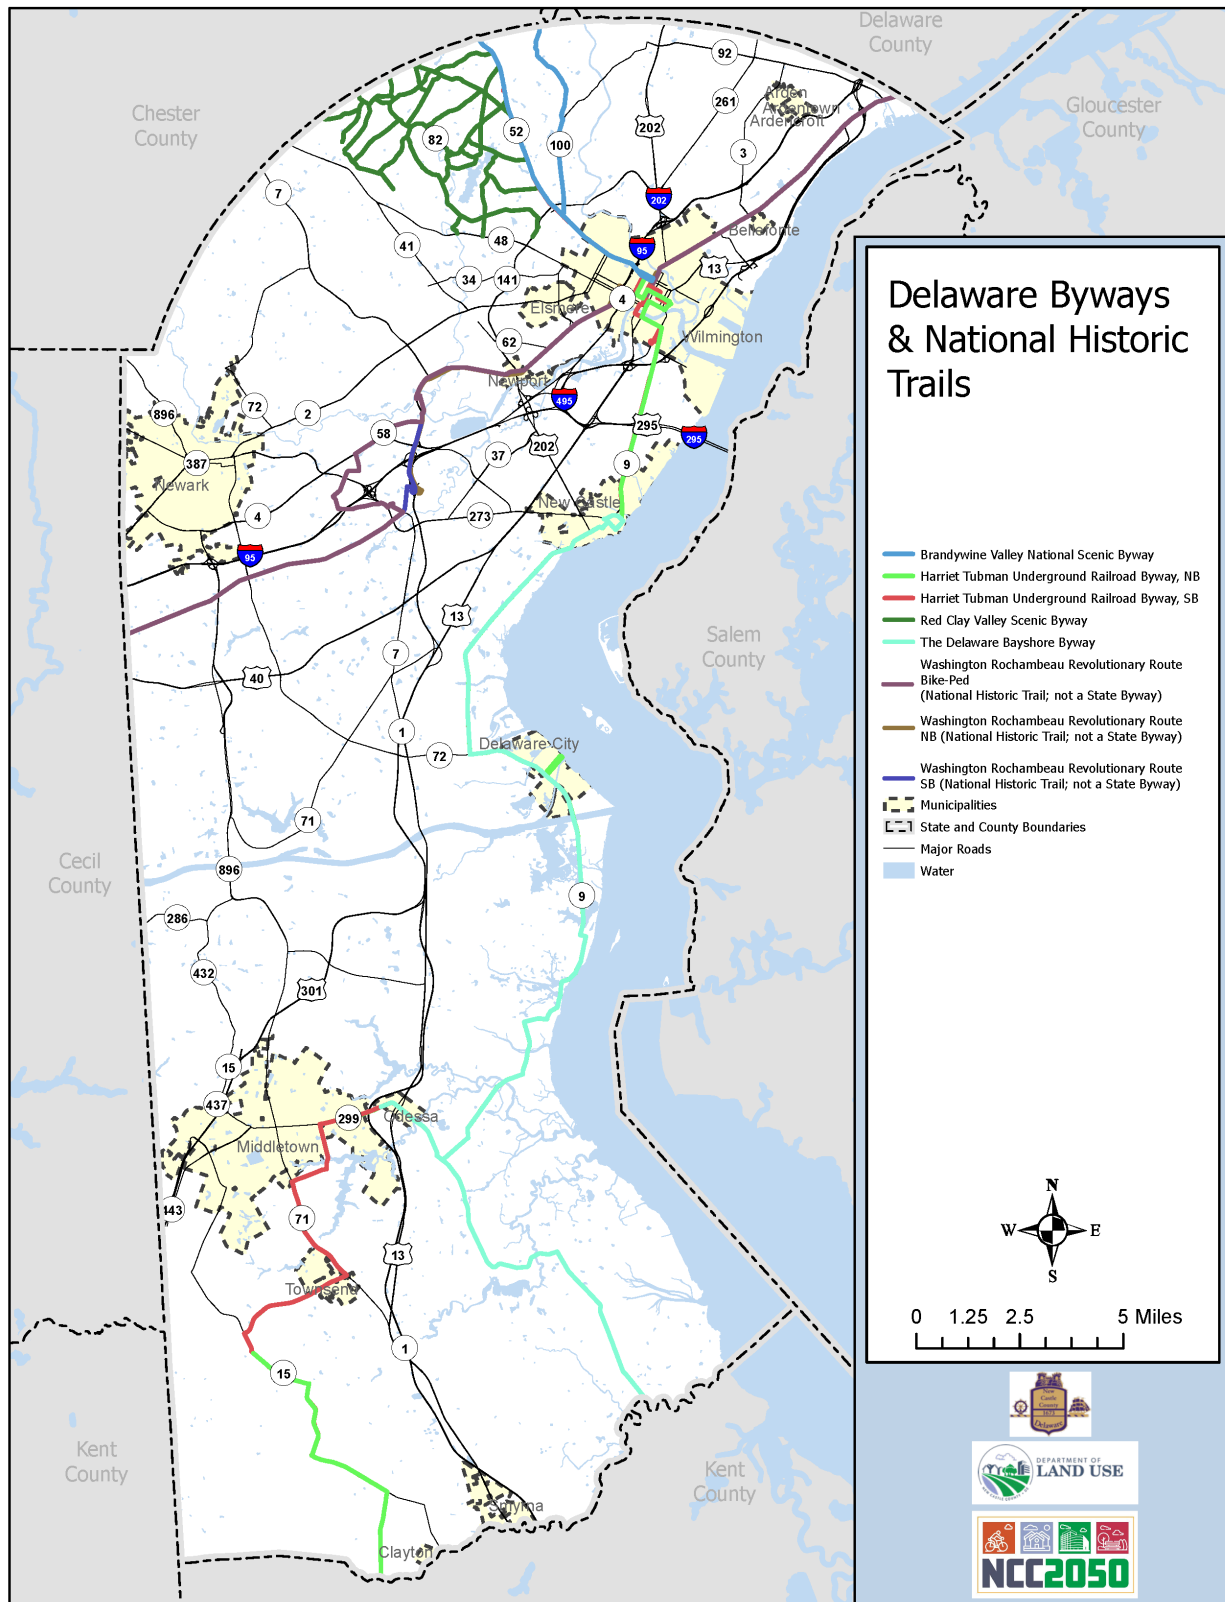 Delaware
County
Chester
County
Gloucester
County
92
Arden
Ardentown
Ardencroft
261
202
82
52
100
3
7
202
Bellefonte
41
48
95
13
34
141
4
Elsmere
62
Wilmington
Newport
896
72
2
495
58
295
295
202
387
37
9
Newark
New Castle
4
273
95
13
Salem
County
7
40
1
Delaware City
72
71
Cecil
County
896
286
9
432
301
15
437
299
Odessa
Middletown
443
71
13
Townsend
1
15
Kent
County
Kent
County
Smyrna
Clayton
Delaware Byways
& National Historic
Trails
Brandywine Valley National Scenic Byway
Harriet Tubman Underground Railroad Byway, NB
Harriet Tubman Underground Railroad Byway, SB
Red Clay Valley Scenic Byway
The Delaware Bayshore Byway
Washington Rochambeau Revolutionary Route
Bike-Ped
(National Historic Trail; not a State Byway)
Washington Rochambeau Revolutionary Route
NB (National Historic Trail; not a State Byway)
Washington Rochambeau Revolutionary Route
SB (National Historic Trail; not a State Byway)
Municipalities
State and County Boundaries
Major Roads
Water
N
W E
S
0 1.25 2.5 5 Miles
New
Castle
County
1673
Delaware
DEPARTMENT OF
LAND USE
NCC2050